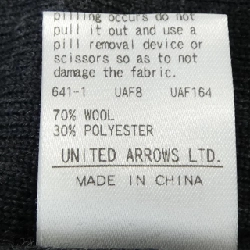 pilling occurs do not
pull it out and use a
pill removal device or
scissors so as to not
damage the fabric.
641-1 UAF8 UAF164
70% WOOL
30% POLYESTER
UNITED ARROWS LTD.
MADE IN CHINA